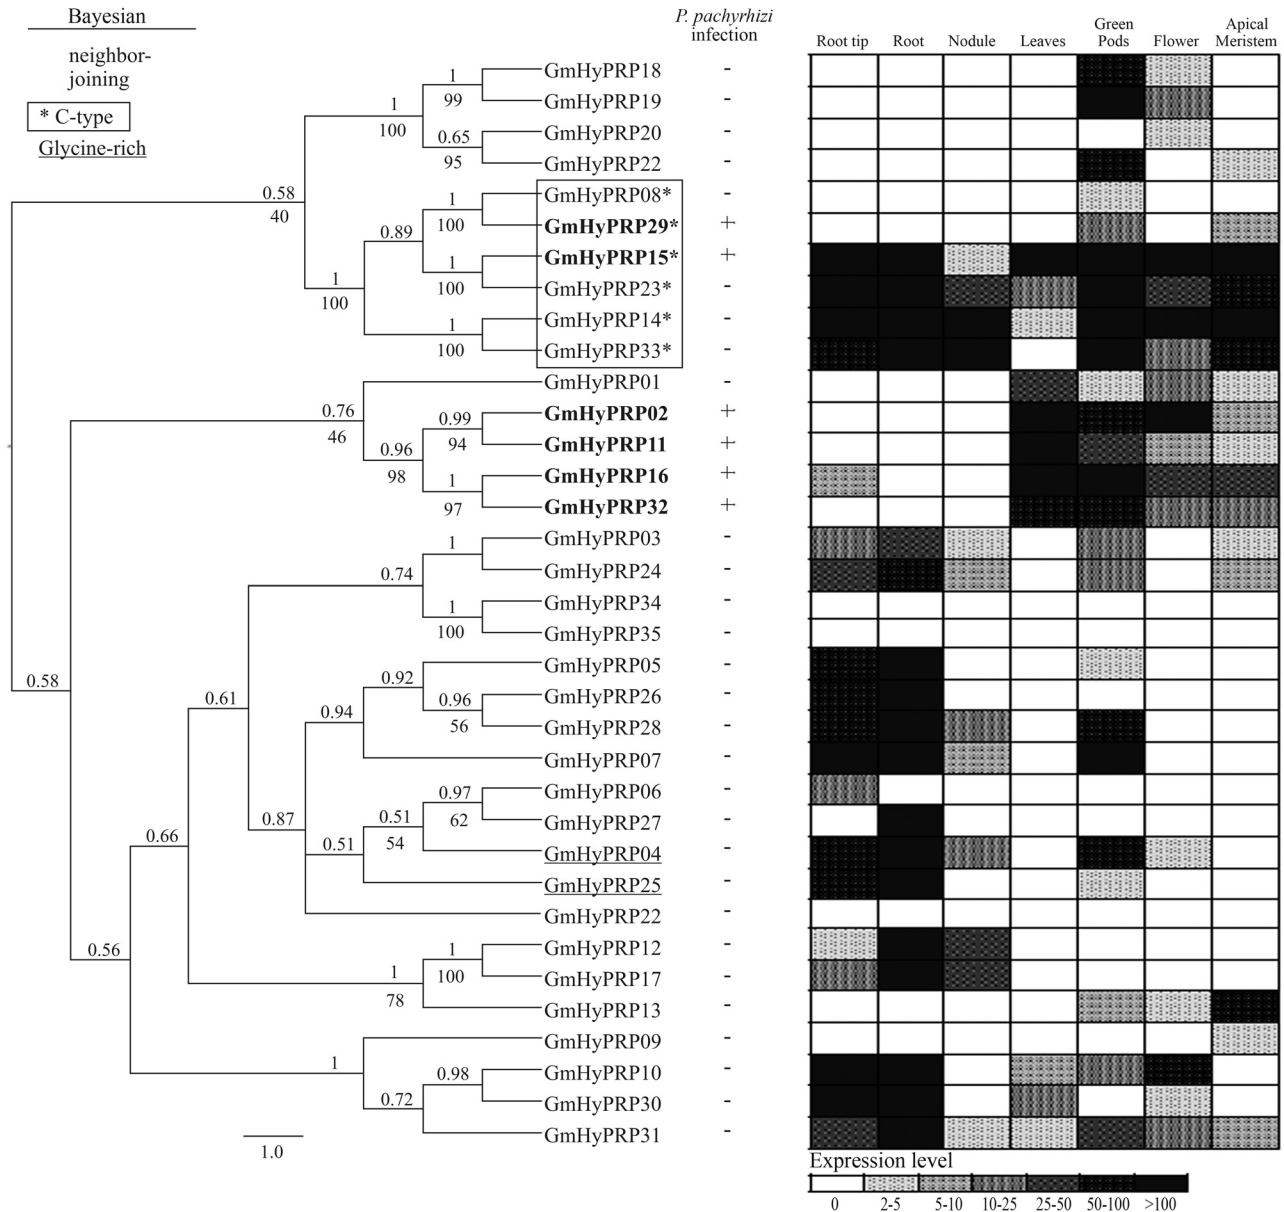 Bayesian
neighbor-
joining
* C-type
Glycine-rich
P. pachyrhizi
infection
Root tip Root Nodule Leaves Green Pods Flower Apical Meristem
GmHyPRP18 -
1
99
GmHyPRP19 -
1
100
GmHyPRP20 -
0.65
95
GmHyPRP22 -
0.58
40
GmHyPRP08* -
1
100
GmHyPRP29* +
0.89
GmHyPRP15* +
1
100
GmHyPRP23* -
1
100
GmHyPRP14* -
1
100
GmHyPRP33* -
GmHyPRP01 -
0.76
46
GmHyPRP02 +
0.99
94
GmHyPRP11 +
0.96
98
GmHyPRP16 +
1
97
GmHyPRP32 +
GmHyPRP03 -
1
GmHyPRP24 -
0.74
GmHyPRP34 -
1
100
GmHyPRP35 -
0.58
0.61
GmHyPRP05 -
0.92
GmHyPRP26 -
0.96
56
GmHyPRP28 -
0.94
GmHyPRP07 -
GmHyPRP06 -
0.97
62
GmHyPRP27 -
0.87
0.51
54
GmHyPRP04 -
0.51
GmHyPRP25 -
0.66
GmHyPRP22 -
GmHyPRP12 -
1
100
GmHyPRP17 -
1
78
GmHyPRP13 -
0.56
GmHyPRP09 -
1
GmHyPRP10 -
0.98
GmHyPRP30 -
0.72
GmHyPRP31 -
1.0
Expression level
0 2-5 5-10 10-25 25-50 50-100 >100